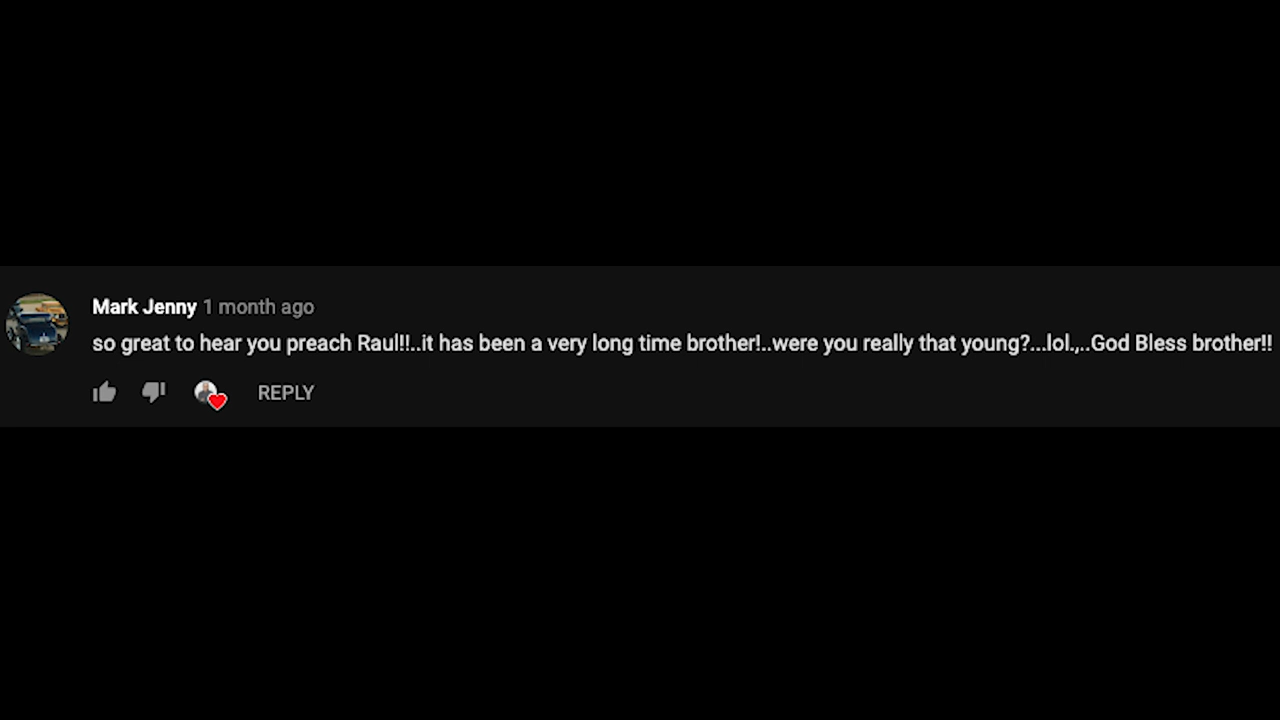 Mark Jenny 1 month ago
so great to hear you preach Raul!!..it has been a very long time brother!..were you really that young?...lol.,..God Bless brother!!
REPLY